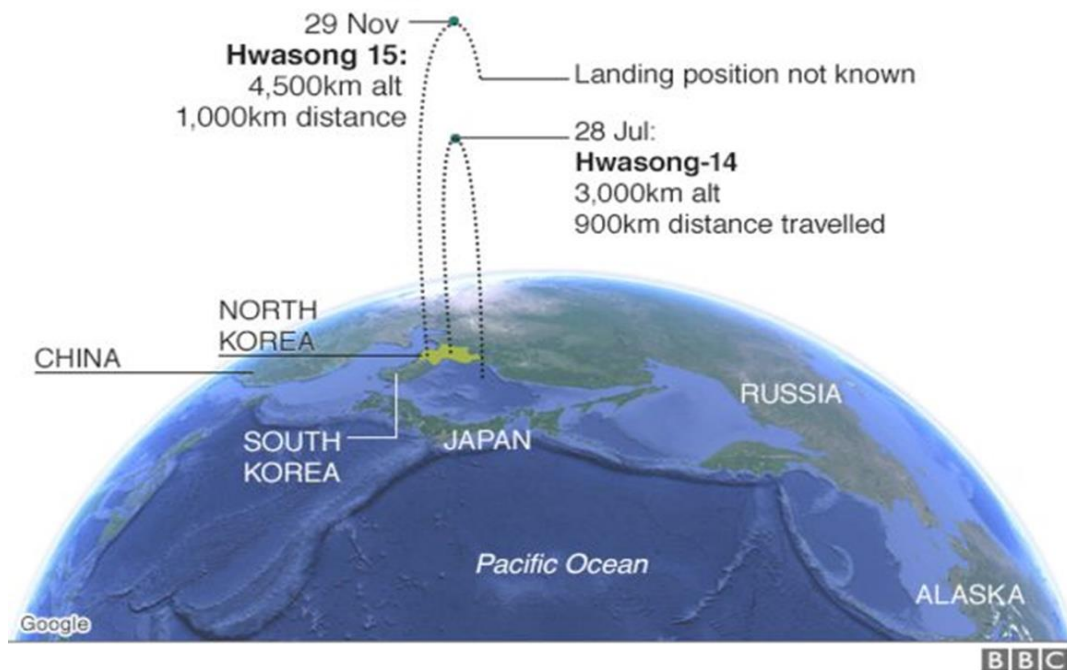 29 Nov
Hwasong 15:
4,500km alt
1,000km distance
Landing position not known
28 Jul:
Hwasong-14
3,000km alt
900km distance travelled
NORTH
KOREA
CHINA
RUSSIA
SOUTH
KOREA
JAPAN
Pacific Ocean
ALASKA
Google
BBC